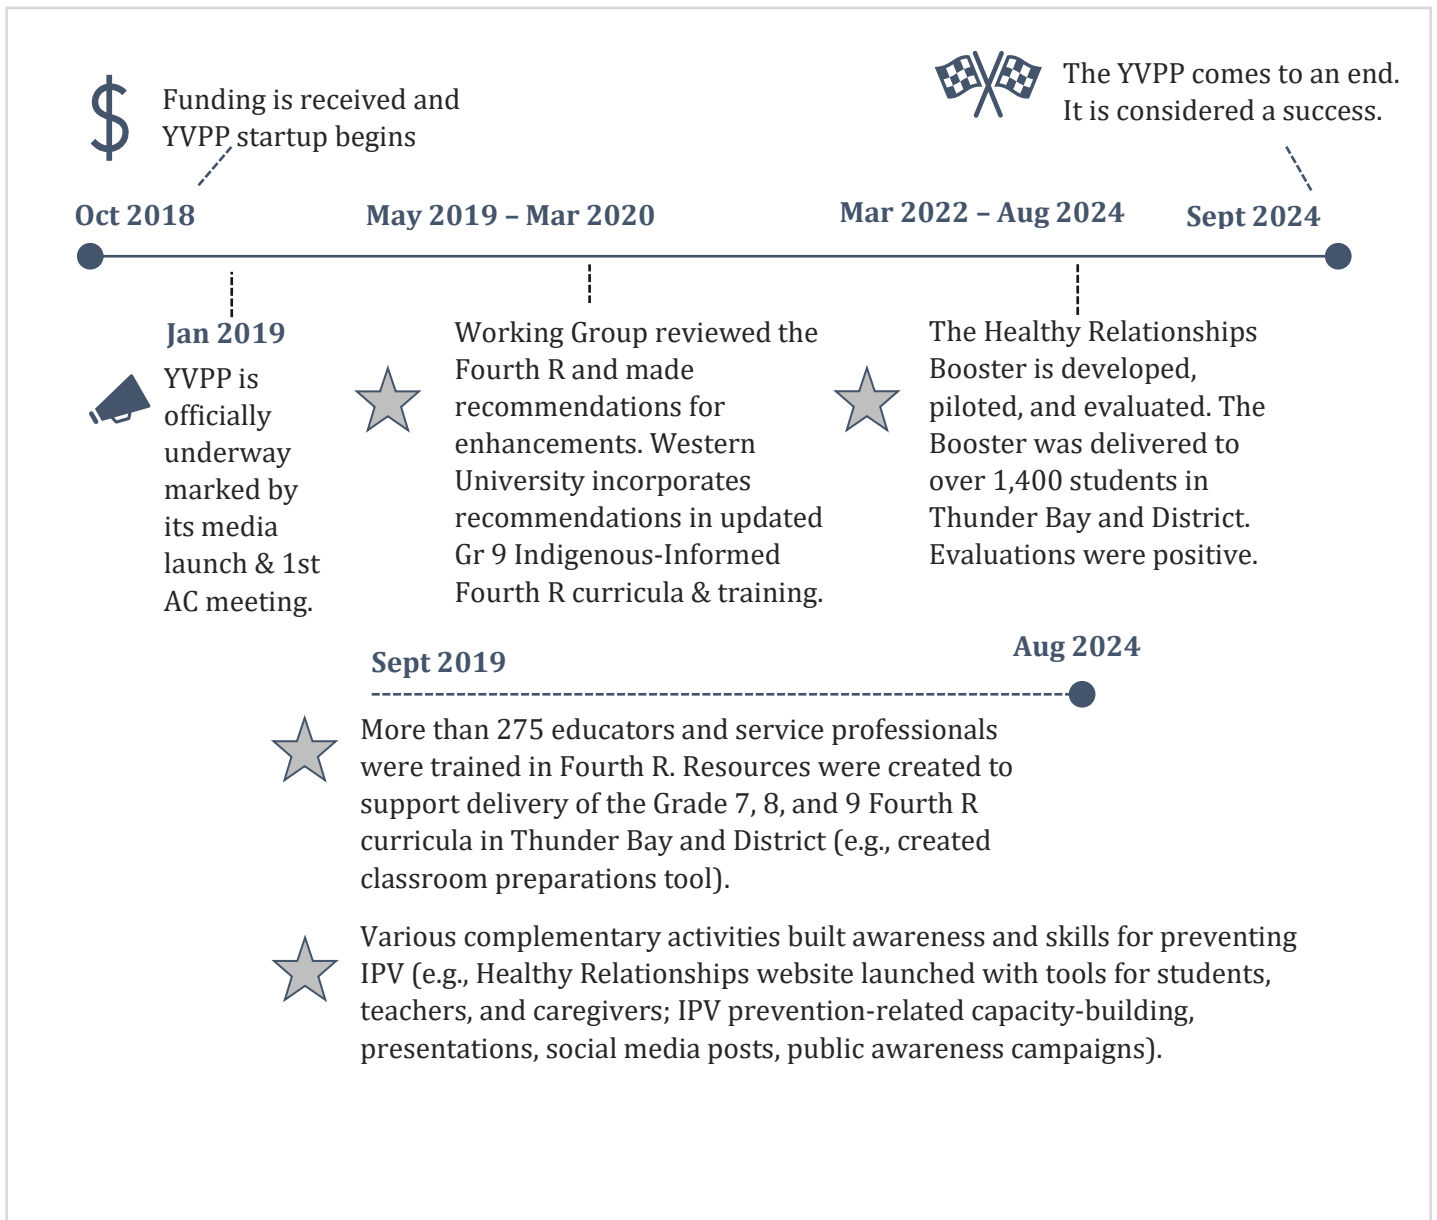 Funding is received and
YVPP startup begins
The YVPP comes to an end.
It is considered a success.
Oct 2018
May 2019 – Mar 2020
Mar 2022 – Aug 2024
Sept 2024
Jan 2019
YVPP is
officially
underway
marked by
its media
launch & 1st
AC meeting.
Working Group reviewed the
Fourth R and made
recommendations for
enhancements. Western
University incorporates
recommendations in updated
Gr 9 Indigenous-Informed
Fourth R curricula & training.
The Healthy Relationships
Booster is developed,
piloted, and evaluated. The
Booster was delivered to
over 1,400 students in
Thunder Bay and District.
Evaluations were positive.
Sept 2019
Aug 2024
More than 275 educators and service professionals
were trained in Fourth R. Resources were created to
support delivery of the Grade 7, 8, and 9 Fourth R
curricula in Thunder Bay and District (e.g., created
classroom preparations tool).
Various complementary activities built awareness and skills for preventing
IPV (e.g., Healthy Relationships website launched with tools for students,
teachers, and caregivers; IPV prevention-related capacity-building,
presentations, social media posts, public awareness campaigns).